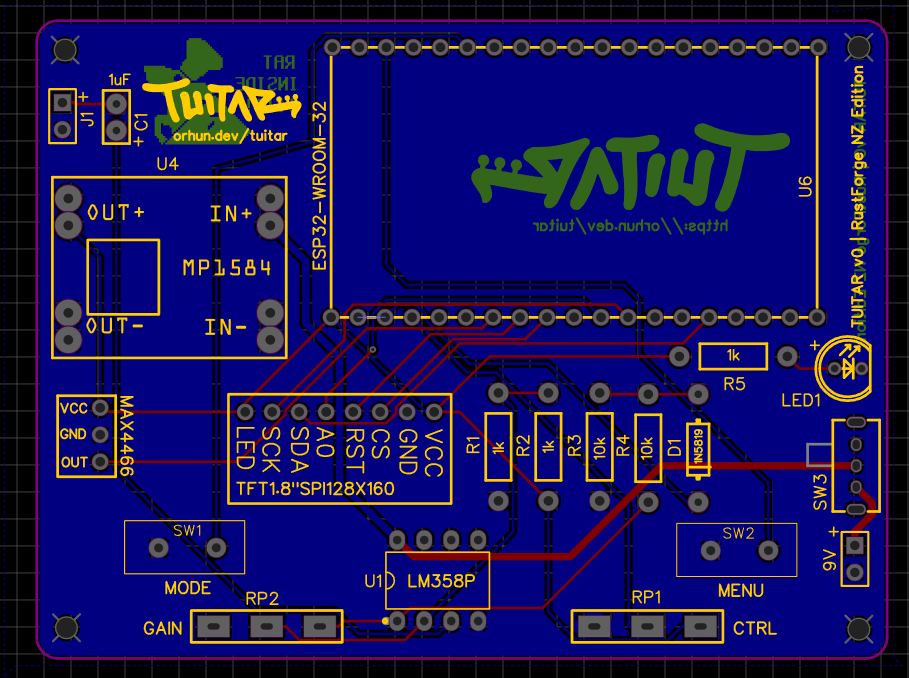 RAT
INSIDE
1uF
TUITAR
orhun.dev/tuitar
J1
+
C1
+
U4
ESP32-WROOM-32
TUITAR
https://orhun.dev/tuitar
U6
TUITAR v0 | RustForge NZ Edition
OUT+
IN+
MP1584
OUT-
IN-
1k
R5
+
LED1
VCC
GND
OUT
MAX4466
LED
SCK
SDA
A0
RST
CS
GND
VCC
TFT1.8"SPI128X160
R1
1k
R2
1k
R3
10k
R4
10k
D1
1N5819
SW3
SW1
MODE
SW2
MENU
+
9V
U1
LM358P
RP2
GAIN
RP1
CTRL